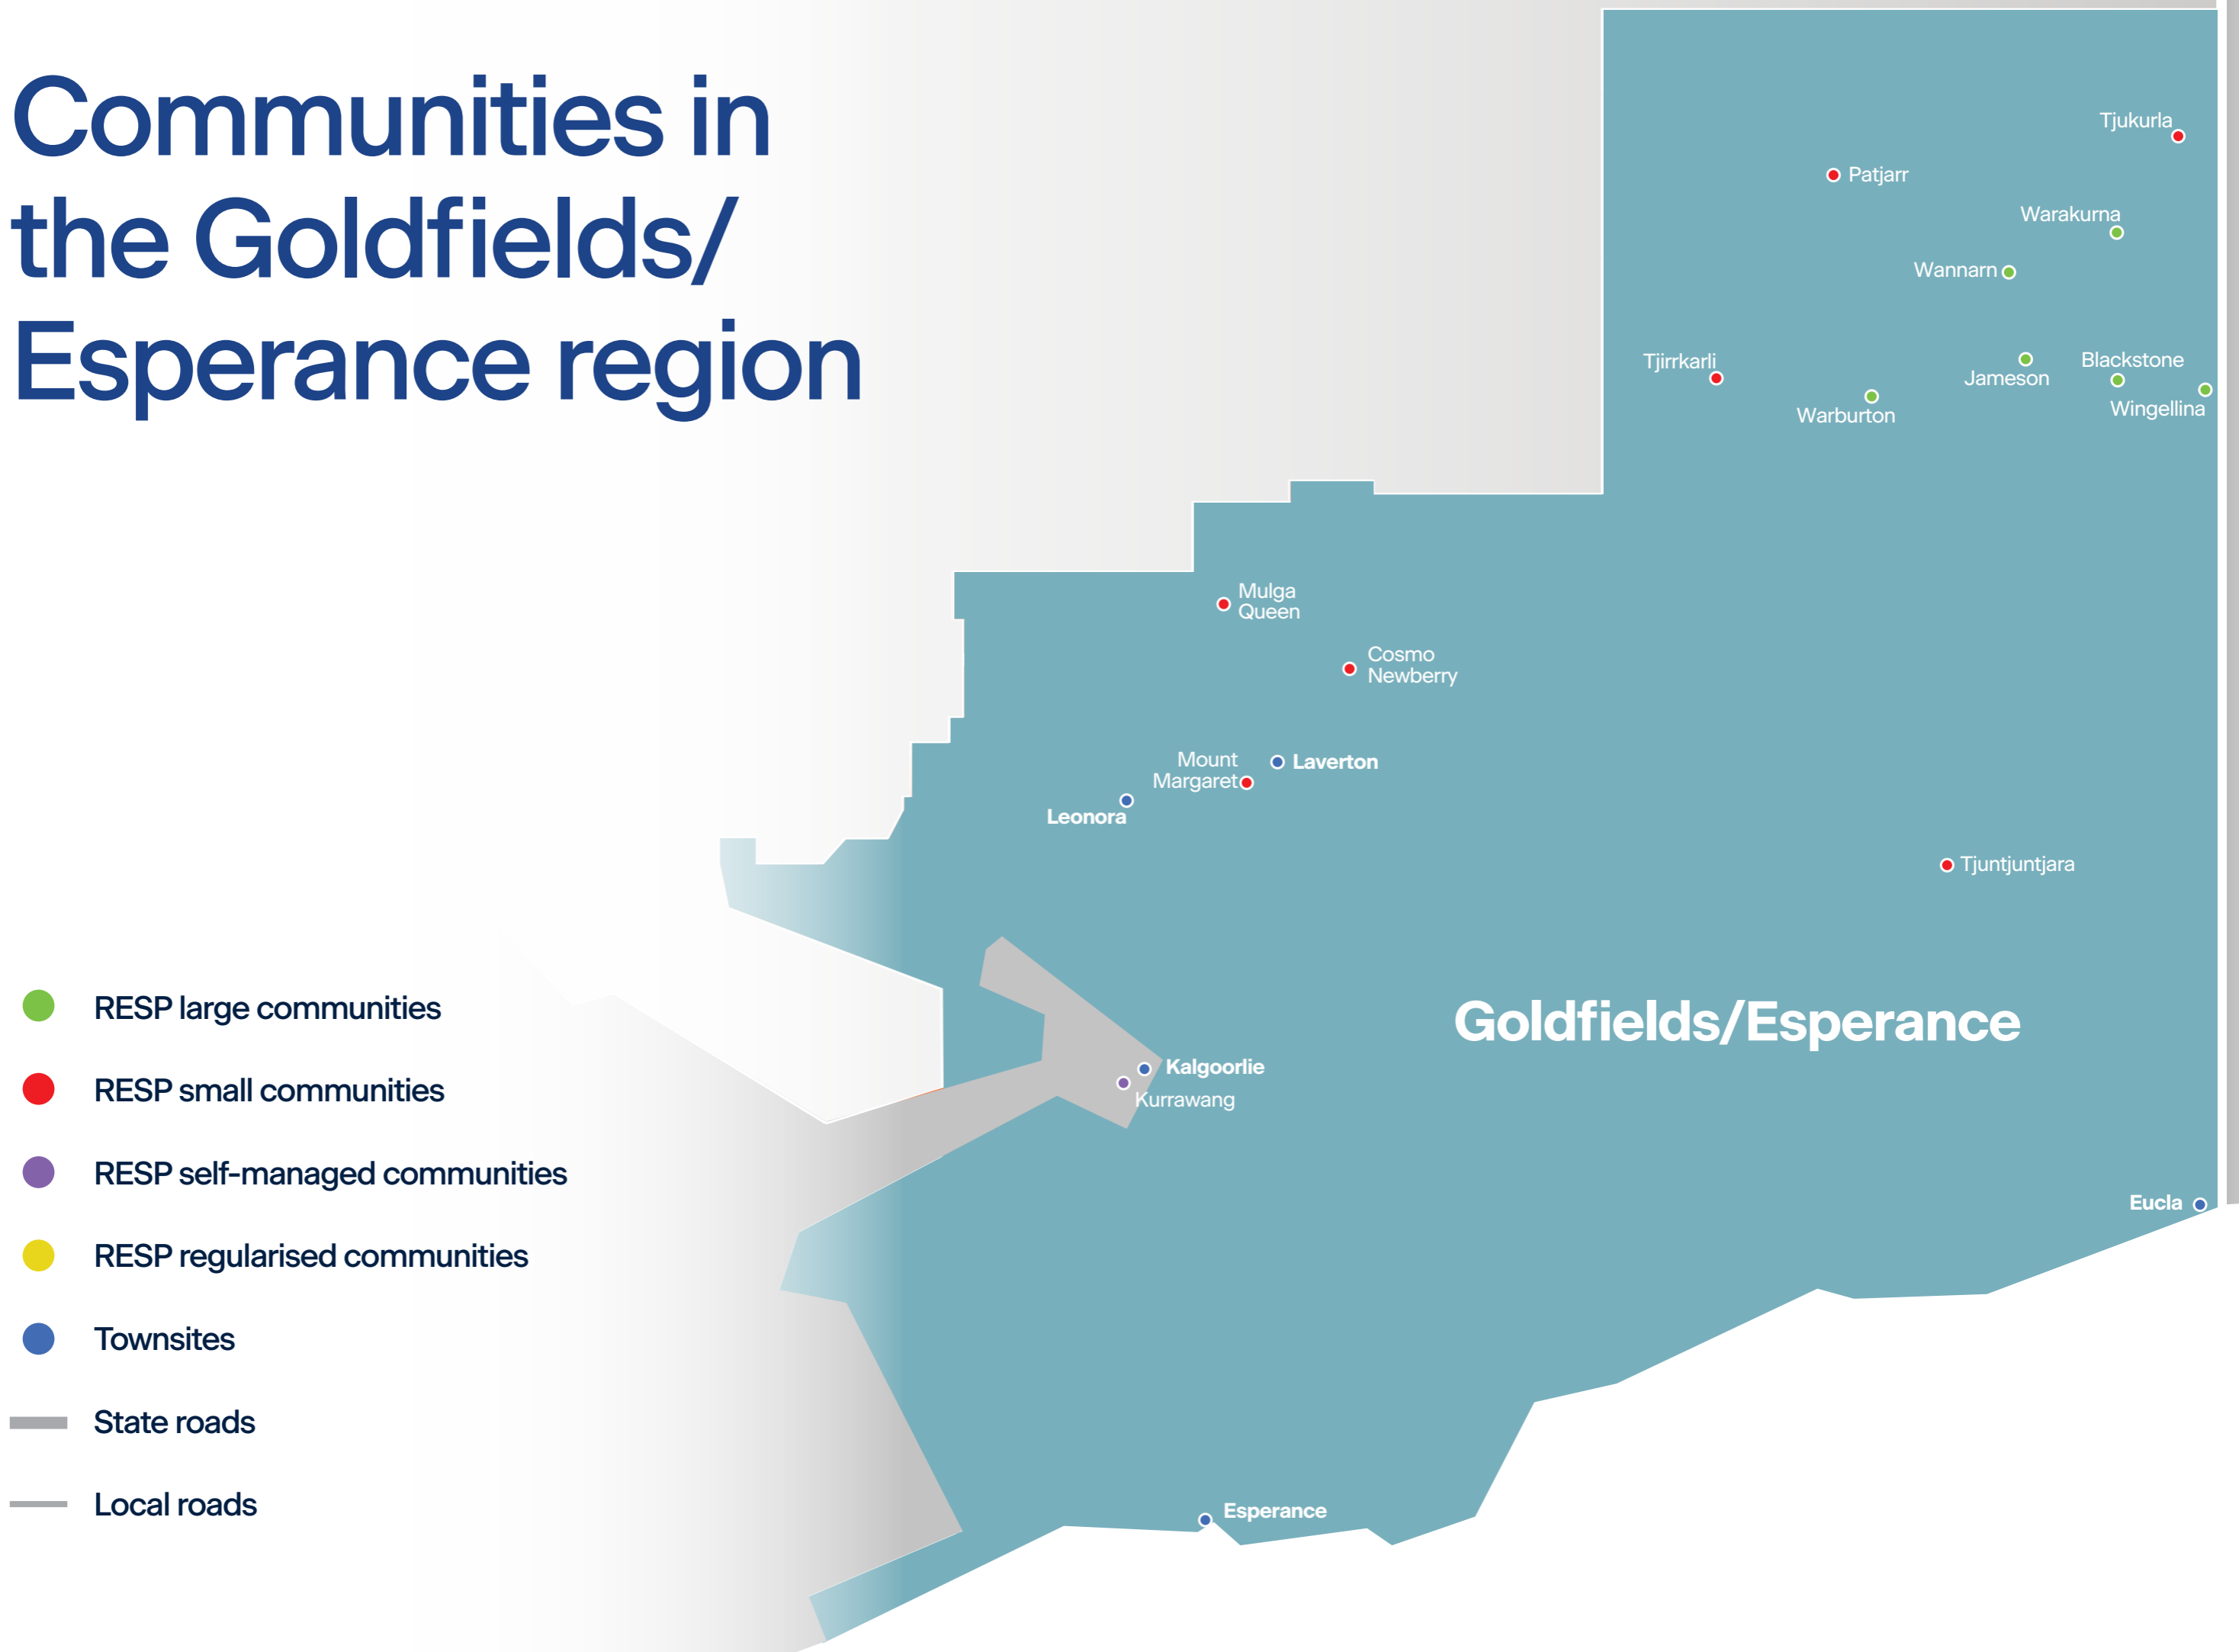 Communities in
the Goldfields/
Esperance region
Tjukurla
Patjarr
Warakurna
Wannarn
Tjirrkarli
Jameson
Blackstone
Warburton
Wingellina
Mulga
Queen
Cosmo
Newberry
Mount
Margaret
Laverton
Leonora
Tjuntjuntjara
Goldfields/Esperance
Kalgoorlie
Kurrawang
Eucla
Esperance
RESP large communities
RESP small communities
RESP self-managed communities
RESP regularised communities
Townsites
State roads
Local roads